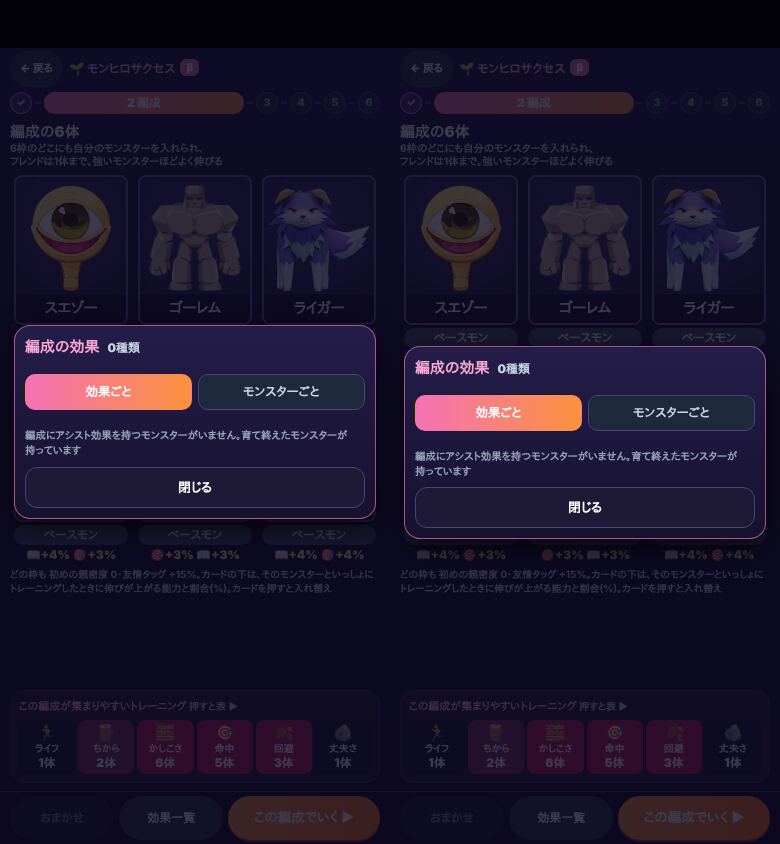 ← 戻る
🌱 モンヒロサクセス β
✓ 2 編成 3 4 5 6
編成の6体
6枠のどこにも自分のモンスターを入れられ、
フレンドは1体まで。強いモンスターほどよく伸びる
スエゾー ゴーレム ライガー
編成の効果 0種類
効果ごと モンスターごと
編成にアシスト効果を持つモンスターがいません。育て終えたモンスターが
持っています
閉じる
ベースモン ベースモン ベースモン
+4% +3% +3% +3% +4% +4%
どの枠も 初めの親密度 0・友情タッグ +15%。カードの下は、そのモンスターといっしょに
トレーニングしたときに伸びが上がる能力と割合(%)。カードを押すと入れ替え
この編成が集まりやすいトレーニング 押すと表 ▶
ライフ ちから かしこさ 命中 回避 丈夫さ
1体 2体 6体 5体 3体 1体
おまかせ 効果一覧 この編成でいく ▶
← 戻る
🌱 モンヒロサクセス β
✓ 2 編成 3 4 5 6
編成の6体
6枠のどこにも自分のモンスターを入れられ、
フレンドは1体まで。強いモンスターほどよく伸びる
スエゾー ゴーレム ライガー
ベースモン ベースモン ベースモン
編成の効果 0種類
効果ごと モンスターごと
編成にアシスト効果を持つモンスターがいません。育て終えたモンスターが
持っています
閉じる
+4% +3% +3% +3% +4% +4%
どの枠も 初めの親密度 0・友情タッグ +15%。カードの下は、そのモンスターといっしょに
トレーニングしたときに伸びが上がる能力と割合(%)。カードを押すと入れ替え
この編成が集まりやすいトレーニング 押すと表 ▶
ライフ ちから かしこさ 命中 回避 丈夫さ
1体 2体 6体 5体 3体 1体
おまかせ 効果一覧 この編成でいく ▶